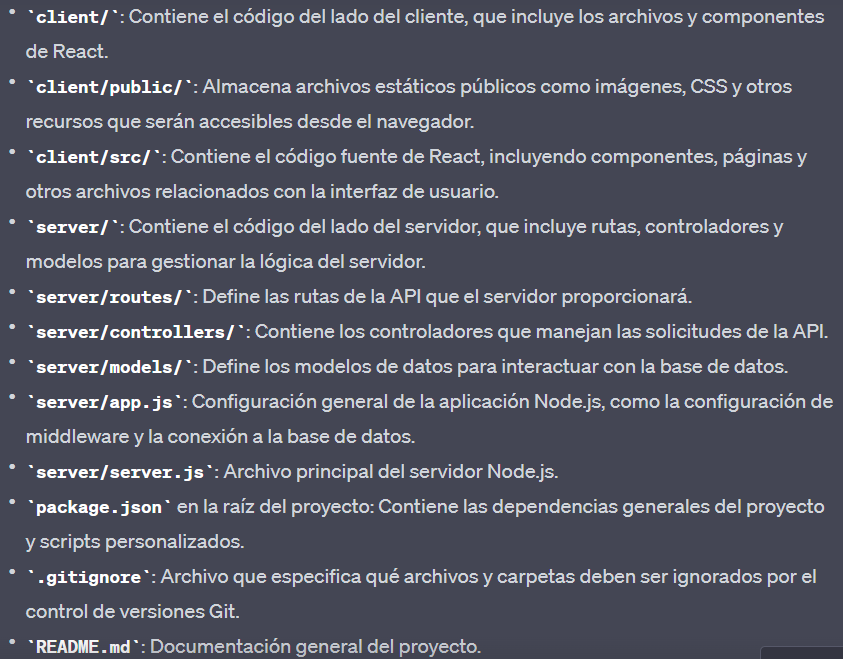 • `client/`: Contiene el código del lado del cliente, que incluye los archivos y componentes
de React.
• `client/public/`: Almacena archivos estáticos públicos como imágenes, CSS y otros
recursos que serán accesibles desde el navegador.
• `client/src/`: Contiene el código fuente de React, incluyendo componentes, páginas y
otros archivos relacionados con la interfaz de usuario.
• `server/`: Contiene el código del lado del servidor, que incluye rutas, controladores y
modelos para gestionar la lógica del servidor.
• `server/routes/`: Define las rutas de la API que el servidor proporcionará.
• `server/controllers/`: Contiene los controladores que manejan las solicitudes de la API.
• `server/models/`: Define los modelos de datos para interactuar con la base de datos.
• `server/app.js`: Configuración general de la aplicación Node.js, como la configuración de
middleware y la conexión a la base de datos.
• `server/server.js`: Archivo principal del servidor Node.js.
• `package.json` en la raíz del proyecto: Contiene las dependencias generales del proyecto
y scripts personalizados.
• `.gitignore`: Archivo que especifica qué archivos y carpetas deben ser ignorados por el
control de versiones Git.
• `README.md`: Documentación general del proyecto.